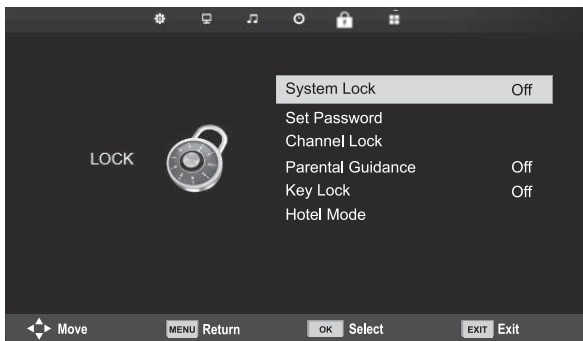 LOCK
System Lock Off
Set Password
Channel Lock
Parental Guidance Off
Key Lock Off
Hotel Mode
Move MENU Return OK Select EXIT Exit